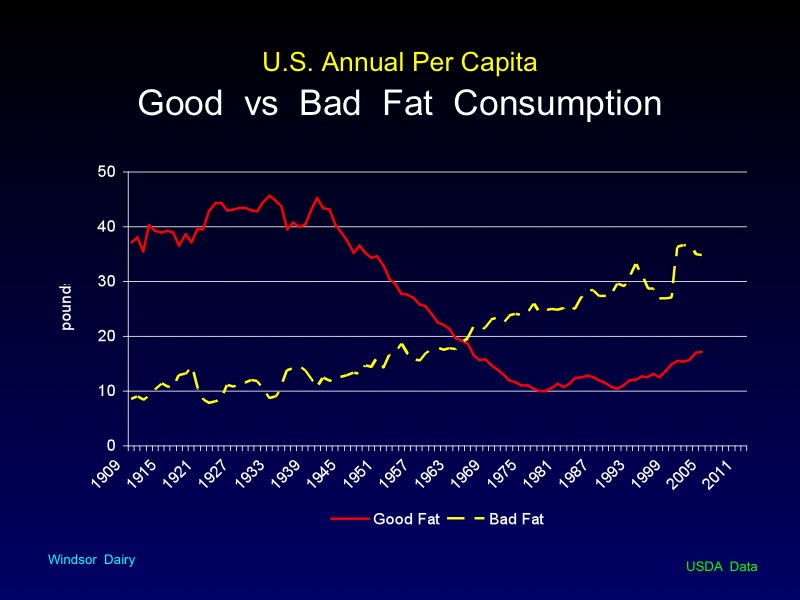 U.S. Annual Per Capita
Good vs Bad Fat Consumption
50
40
30
20
10
0
pound
1909 1915 1921 1927 1933 1939 1945 1951 1957 1963 1969 1975 1981 1987 1993 1999 2005 2011
Good Fat Bad Fat
Windsor Dairy
USDA Data